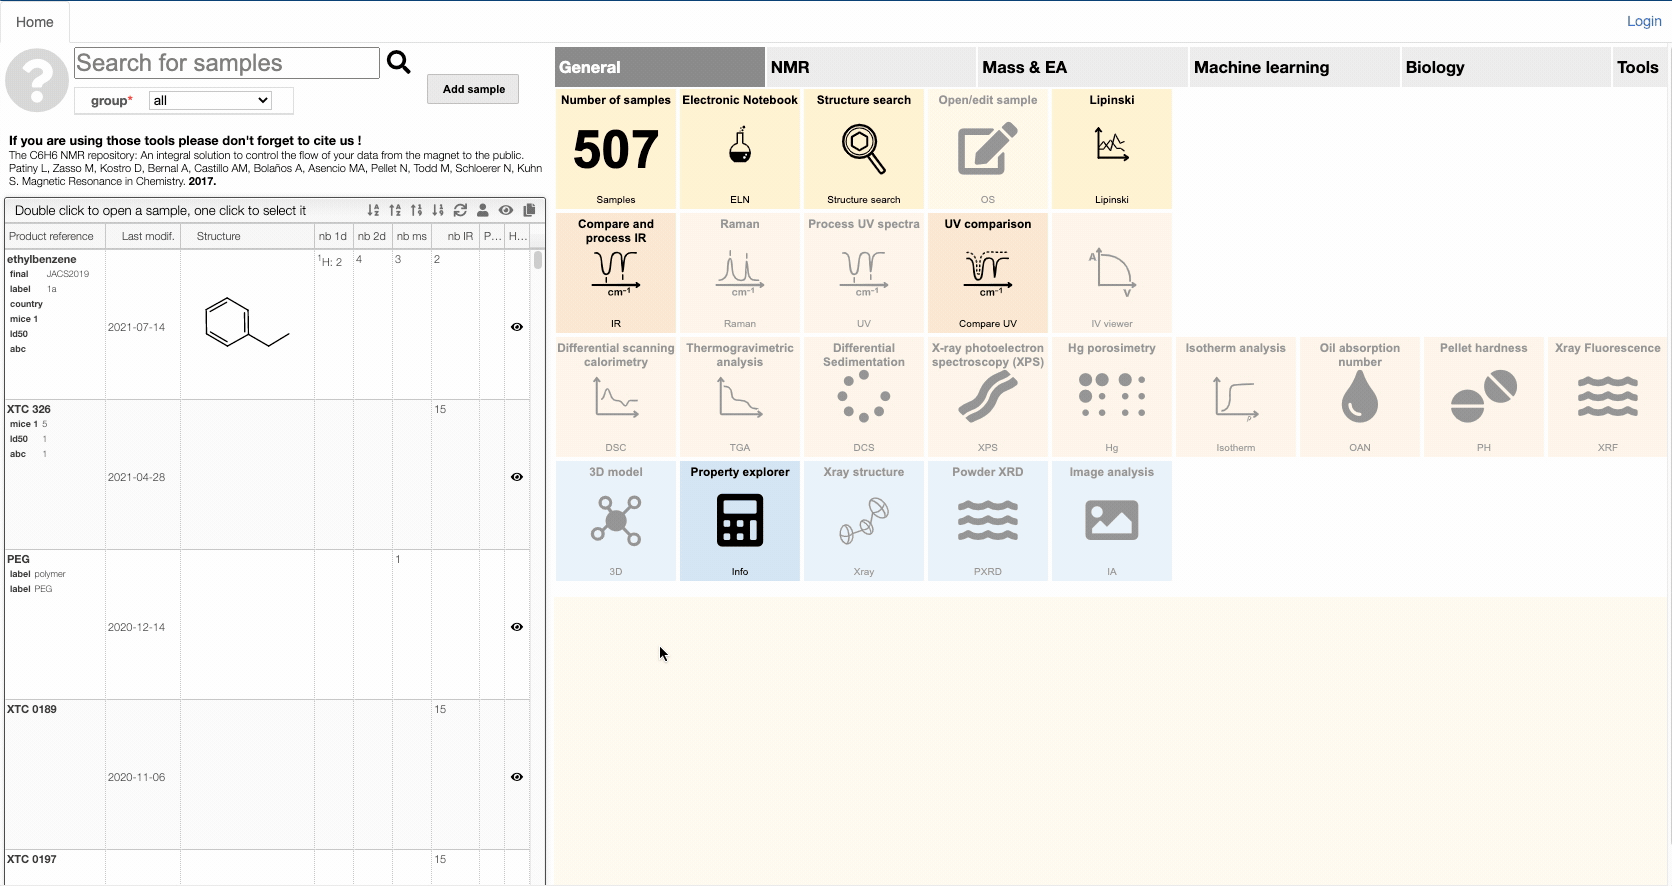 Home
Login
Search for samples
group* all
Add sample
If you are using those tools please don't forget to cite us !
The C6H6 NMR repository: An integral solution to control the flow of your data from the magnet to the public.
Patiny L, Zasso M, Kostro D, Bernal A, Castillo AM, Bolaños A, Asencio MA, Pellet N, Todd M, Schloerer N, Kuhn
S. Magnetic Resonance in Chemistry. 2017.
Double click to open a sample, one click to select it
Product reference Last modif. Structure nb 1d nb 2d nb ms nb IR P... H...
ethylbenzene ¹H: 2 4 3 2
final JACS2019
label 1a
country
mice 1
ld50
abc
2021-07-14
XTC 326 15
mice 1 5
ld50 1
abc 1
2021-04-28
PEG 1
label polymer
label PEG
2020-12-14
XTC 0189 15
2020-11-06
XTC 0197 15
General NMR Mass & EA Machine learning Biology Tools
Number of samples Electronic Notebook Structure search Open/edit sample Lipinski
507
Samples ELN Structure search OS Lipinski
Compare and
process IR
Raman Process UV spectra UV comparison
cm⁻¹ cm⁻¹ cm⁻¹ cm⁻¹ A V
IR Raman UV Compare UV IV viewer
Differential scanning
calorimetry
Thermogravimetric
analysis
Differential
Sedimentation
X-ray photoelectron
spectroscopy (XPS)
Hg porosimetry
Isotherm analysis
Oil absorption
number
Pellet hardness
Xray Fluorescence
p
DSC TGA DCS XPS Hg Isotherm OAN PH XRF
3D model Property explorer Xray structure Powder XRD Image analysis
3D Info Xray PXRD IA